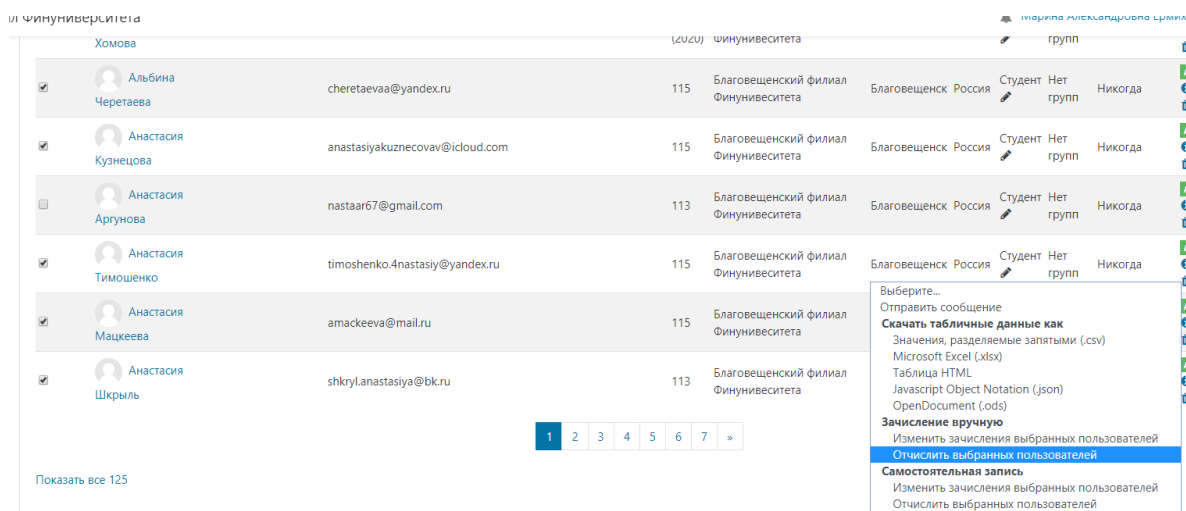 ал Финуниверситета Марина Александровна Ермих
Хомова (2020) Финунивеситета групп
Альбина Черетаева cheretaevaa@yandex.ru 115 Благовещенский филиал Финунивеситета Благовещенск Россия Студент Нет групп Никогда
Анастасия Кузнецова anastasiyakuznecovav@icloud.com 115 Благовещенский филиал Финунивеситета Благовещенск Россия Студент Нет групп Никогда
Анастасия Аргунова nastaar67@gmail.com 113 Благовещенский филиал Финунивеситета Благовещенск Россия Студент Нет групп Никогда
Анастасия Тимошенко timoshenko.4nastasiy@yandex.ru 115 Благовещенский филиал Финунивеситета Благовещенск Россия Студент Нет групп Никогда
Анастасия Мацкеева amackeeva@mail.ru 115 Благовещенский филиал Финунивеситета
Анастасия Шкрыль shkryl.anastasiya@bk.ru 113 Благовещенский филиал Финунивеситета
Выберите...
Отправить сообщение
Скачать табличные данные как
Значения, разделяемые запятыми (.csv)
Microsoft Excel (.xlsx)
Таблица HTML
Javascript Object Notation (.json)
OpenDocument (.ods)
Зачисление вручную
Изменить зачисления выбранных пользователей
Отчислить выбранных пользователей
Самостоятельная запись
Изменить зачисления выбранных пользователей
Отчислить выбранных пользователей
1 2 3 4 5 6 7 »
Показать все 125